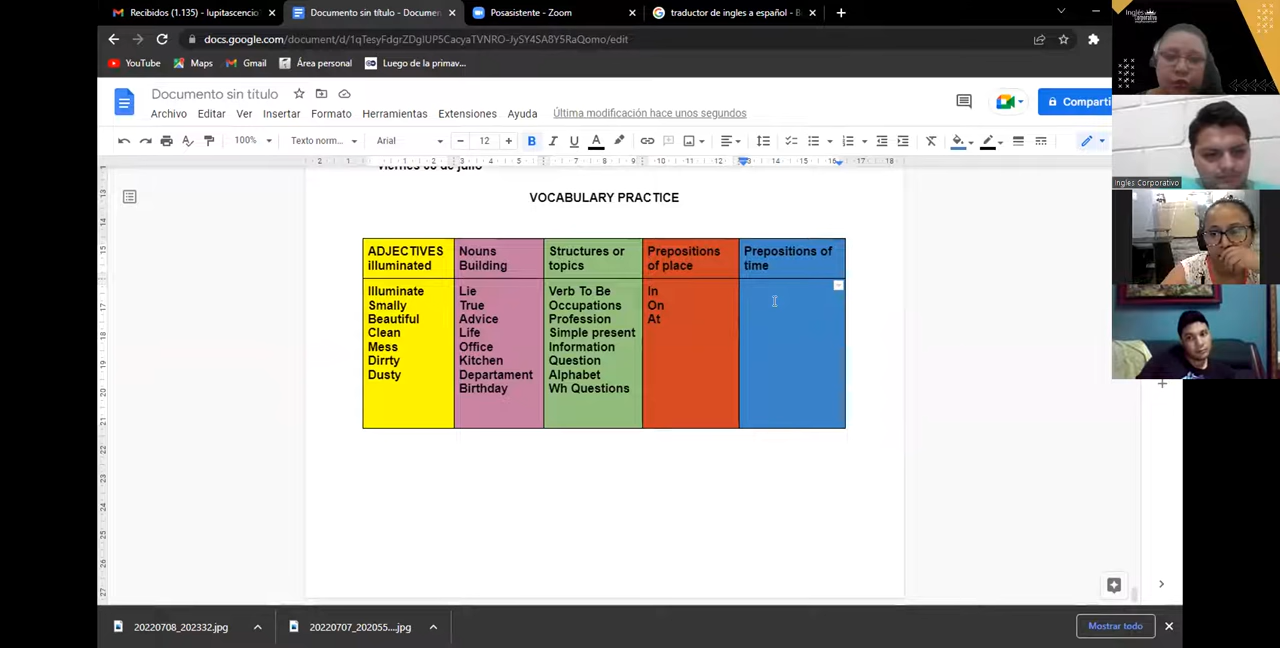 Recibidos (1.135) - lupitascencio
Documento sin título - Documen
Posasistente - Zoom
traductor de ingles a español - B
docs.google.com/document/d/1qTesyFdgrZDgIUP5CacyaTVNRO-JySY4SA8Y5RaQomo/edit
YouTube
Maps
Gmail
Área personal
Luego de la primav...
Documento sin título
Archivo Editar Ver Insertar Formato Herramientas Extensiones Ayuda
Última modificación hace unos segundos
Comparti
100%
Texto norm...
Arial
12
VOCABULARY PRACTICE
ADJECTIVES
illuminated
Illuminate
Smally
Beautiful
Clean
Mess
Dirrty
Dusty
Nouns
Building
Lie
True
Advice
Life
Office
Kitchen
Departament
Birthday
Structures or
topics
Verb To Be
Occupations
Profession
Simple present
Information
Question
Alphabet
Wh Questions
Prepositions
of place
In
On
At
Prepositions of
time
Inglés
Corporativo
Ingles Corporativo
20220708_202332.jpg
20220707_202055....jpg
Mostrar todo